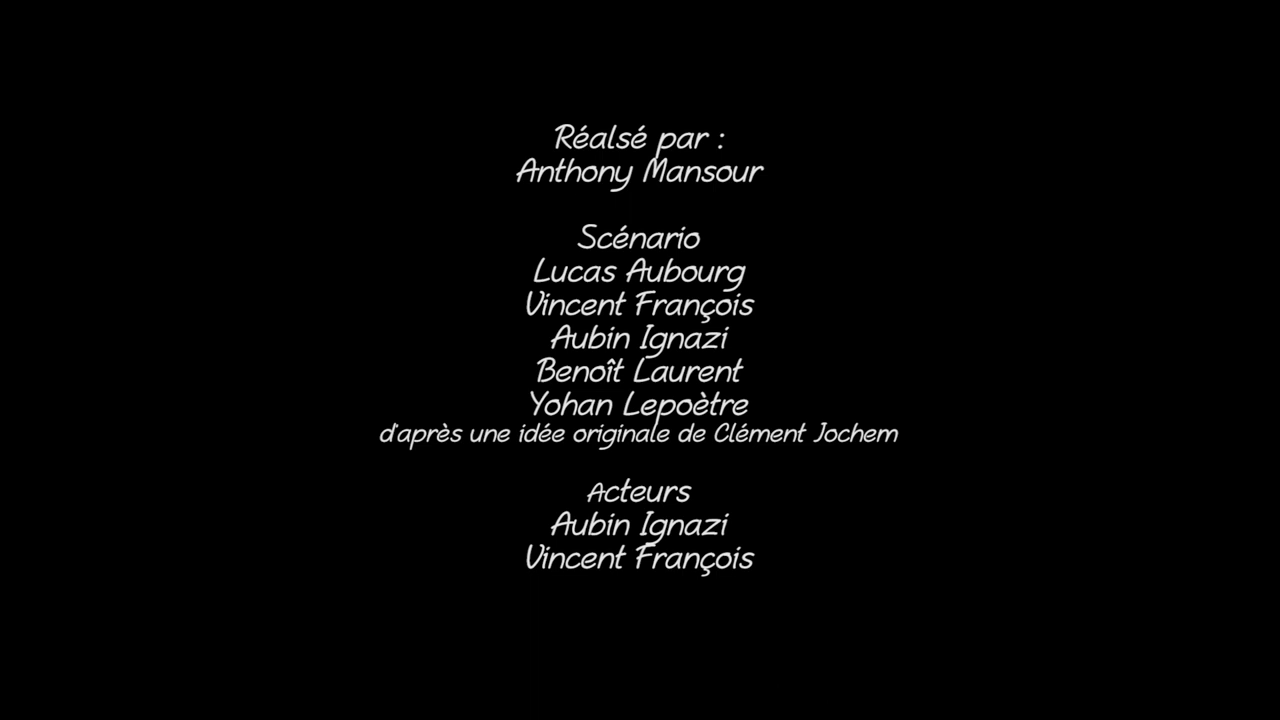 Réalsé par :
Anthony Mansour
Scénario
Lucas Aubourg
Vincent François
Aubin Ignazi
Benoît Laurent
Yohan Lepoètre
d'après une idée originale de Clément Jochem
Acteurs
Aubin Ignazi
Vincent François